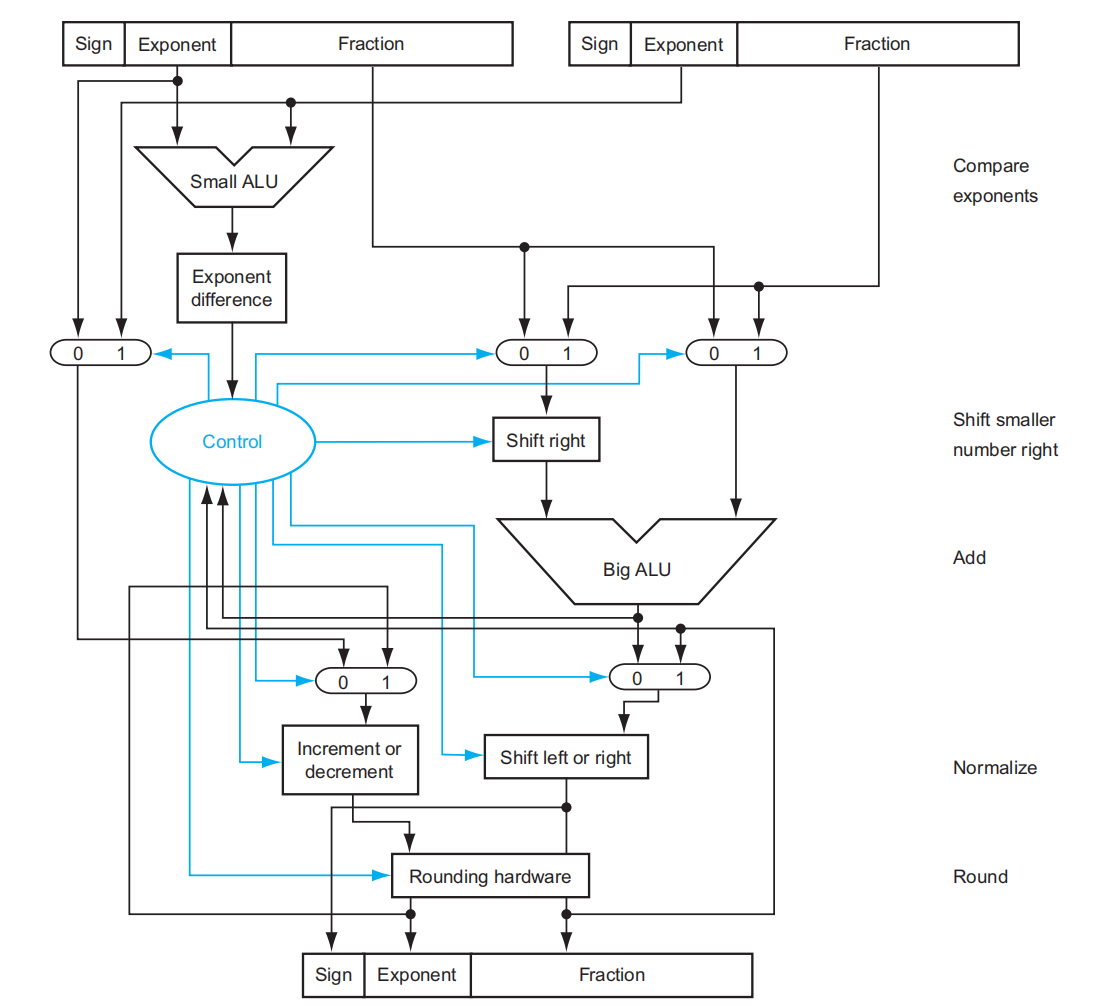 Sign Exponent Fraction Sign Exponent Fraction
Compare
exponents
Small ALU
Exponent
difference
0 1 0 1 0 1
Shift smaller
number right
Control
Shift right
Add
Big ALU
0 1 0 1
Increment or
decrement
Shift left or right
Normalize
Rounding hardware
Round
Sign Exponent Fraction